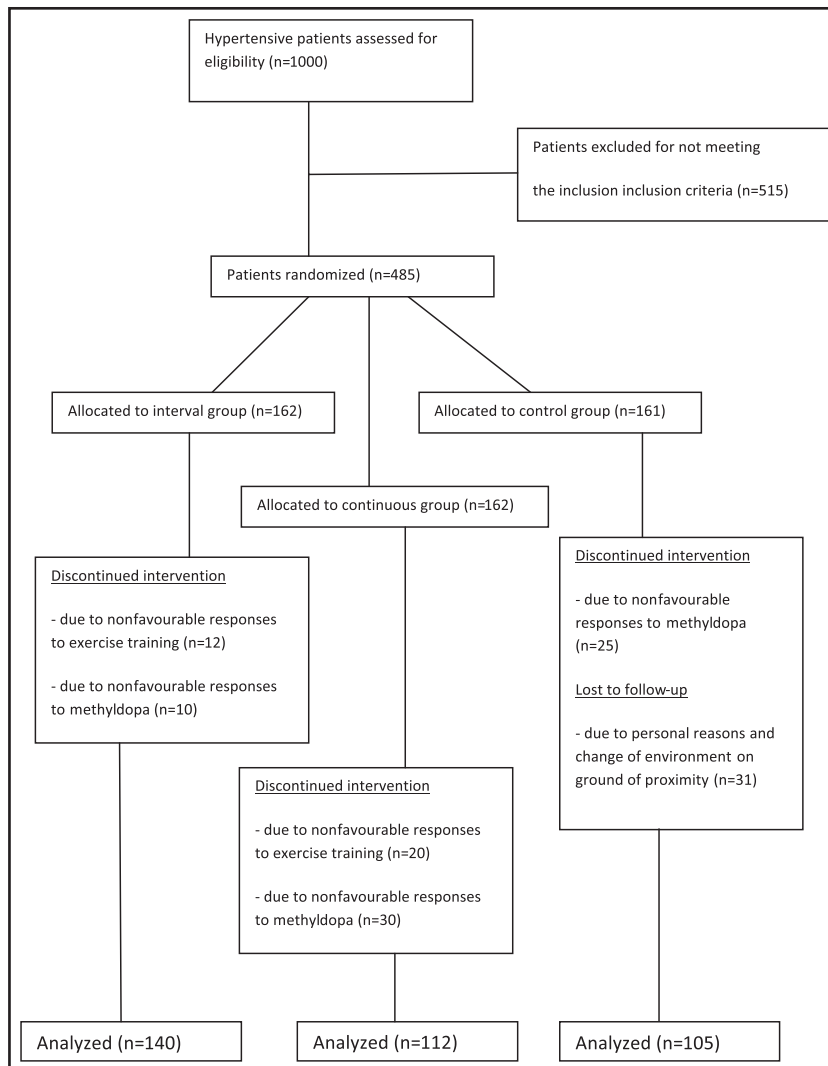 Hypertensive patients assessed for
eligibility (n=1000)
Patients excluded for not meeting
the inclusion inclusion criteria (n=515)
Patients randomized (n=485)
Allocated to interval group (n=162)
Allocated to control group (n=161)
Allocated to continuous group (n=162)
Discontinued intervention
- due to nonfavourable responses
to exercise training (n=12)
- due to nonfavourable responses
to methyldopa (n=10)
Discontinued intervention
- due to nonfavourable
responses to methyldopa
(n=25)
Lost to follow-up
- due to personal reasons and
change of environment on
ground of proximity (n=31)
Discontinued intervention
- due to nonfavourable responses
to exercise training (n=20)
- due to nonfavourable responses
to methyldopa (n=30)
Analyzed (n=140)
Analyzed (n=112)
Analyzed (n=105)